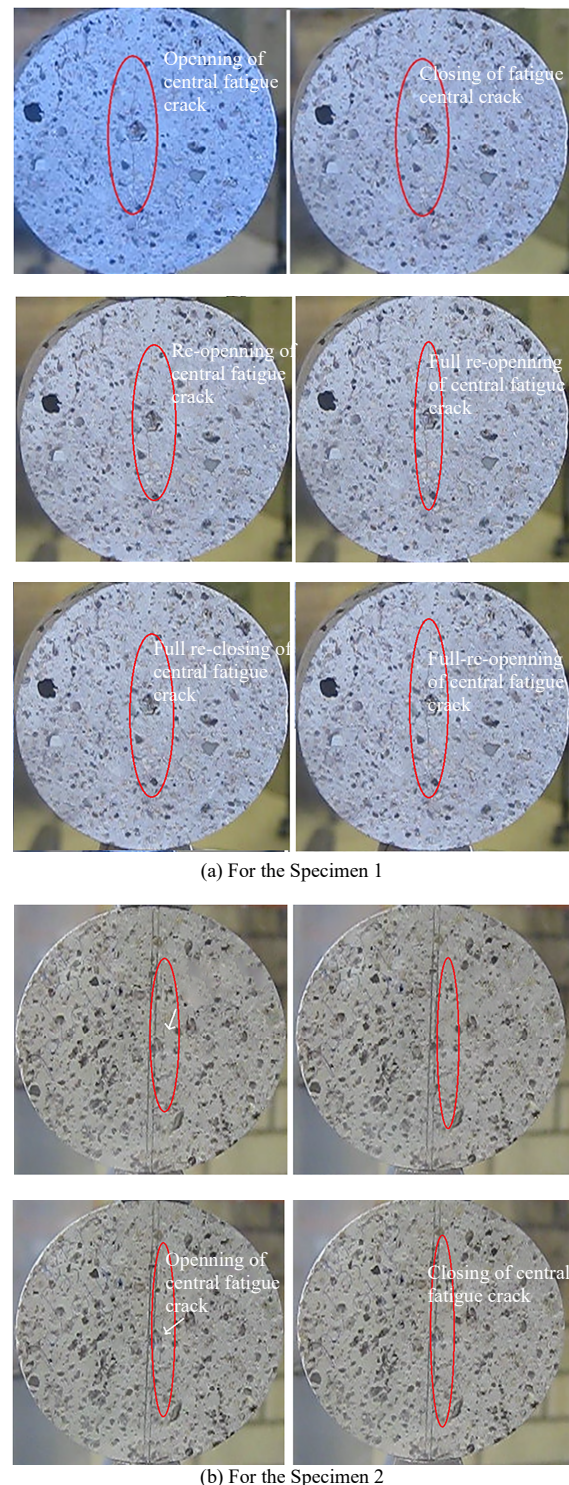 Openning of
central fatigue
crack
Closing of fatigue
central crack
Re-openning of
central fatigue
crack
Full re-openning
of central fatigue
crack
Full re-closing of
central fatigue
crack
Full-re-openning
of central fatigue
crack
(a) For the Specimen 1
Openning of
central fatigue
crack
Closing of central
fatigue crack
(b) For the Specimen 2